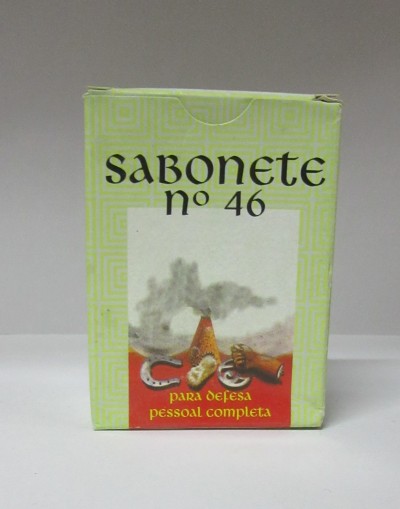 SABONETE
nº 46
para defesa
pessoal completa